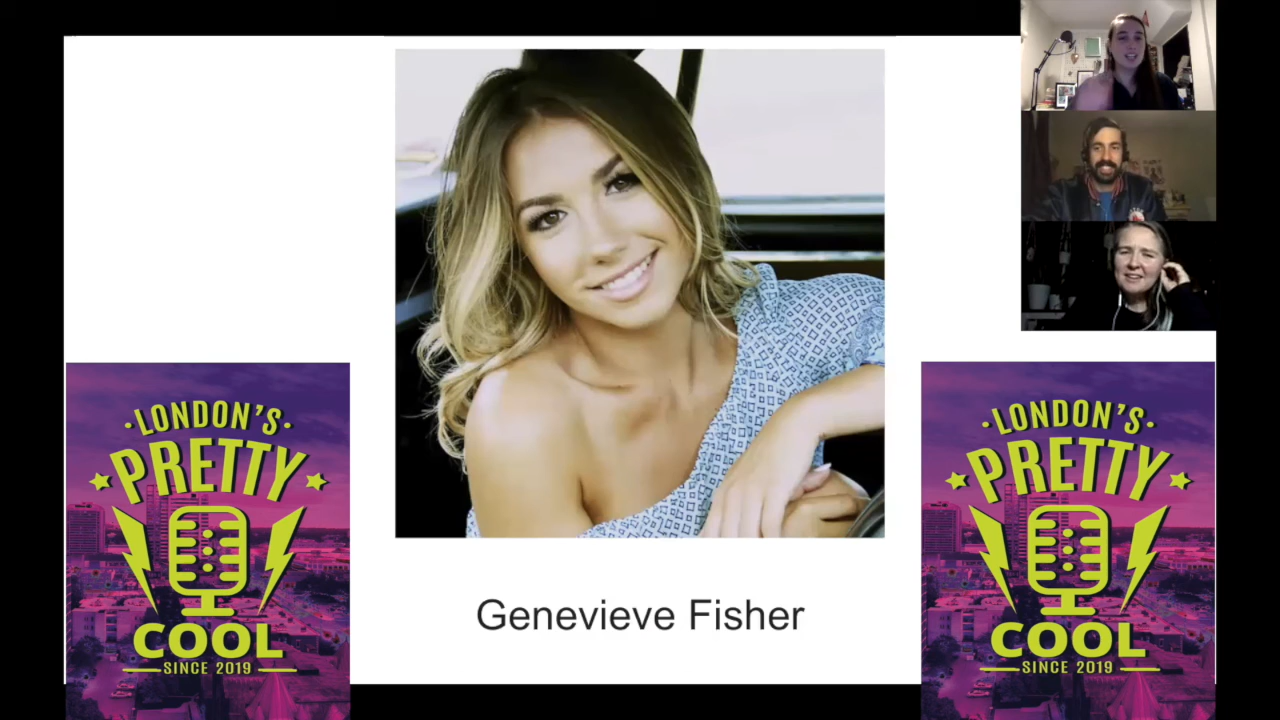 Genevieve Fisher
·LONDON'S·
PRETTY
COOL
SINCE 2019
·LONDON'S·
PRETTY
COOL
SINCE 2019